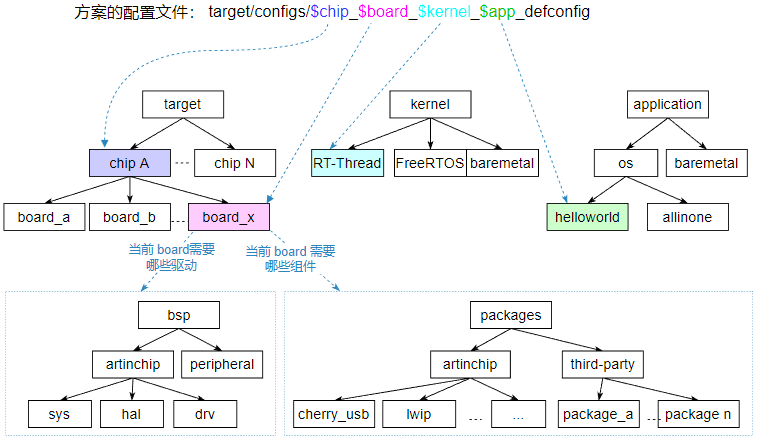 方案的配置文件：target/configs/$chip_$board_$kernel_$app_defconfig
target
kernel
application
chip A
...
chip N
RT-Thread
FreeRTOS
baremetal
os
baremetal
board_a
board_b
...
board_x
helloworld
allinone
当前 board需要
哪些驱动
当前 board 需要
哪些组件
bsp
packages
artinchip
peripheral
artinchip
third-party
sys
hal
drv
cherry_usb
lwip
...
...
package_a
...
package n